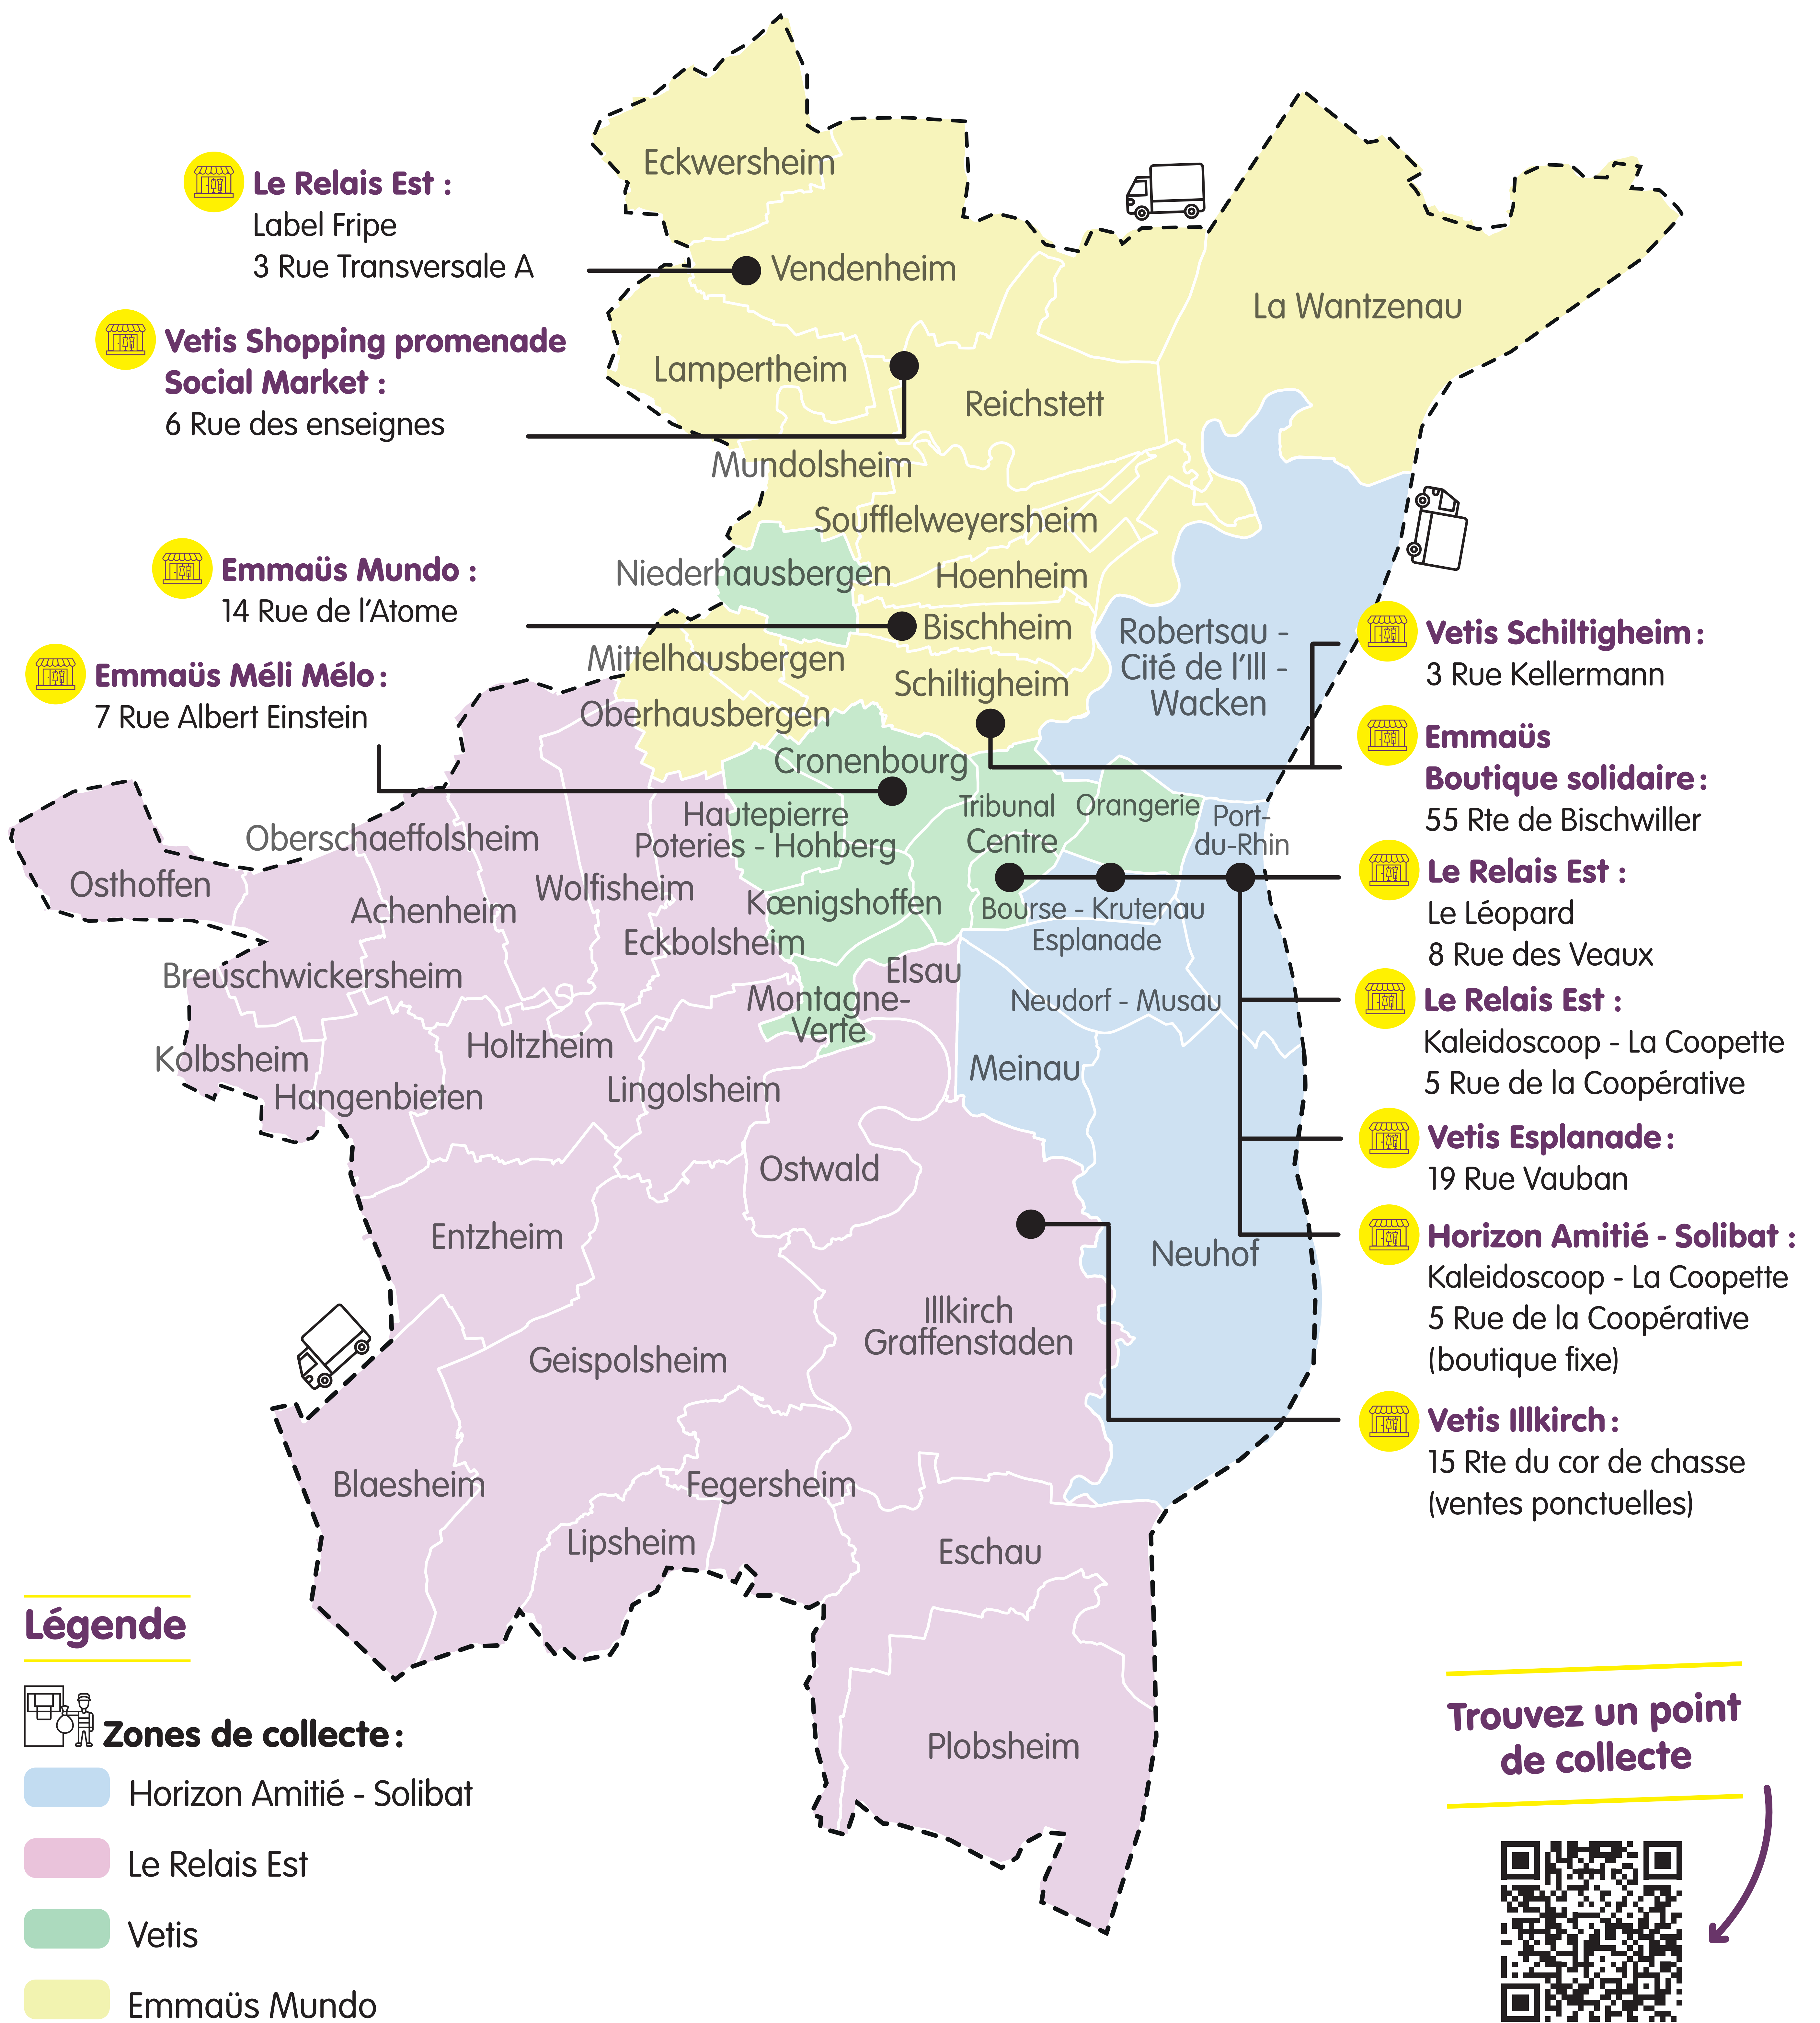 Eckwersheim
Le Relais Est :
Label Fripe
3 Rue Transversale A
Vendenheim
La Wantzenau
Vetis Shopping promenade
Social Market :
6 Rue des enseignes
Lampertheim
Reichstett
Mundolsheim
Soufflelweyersheim
Niederhausbergen
Hoenheim
Emmaüs Mundo :
14 Rue de l'Atome
Bischheim
Robertsau -
Cité de l'Ill -
Wacken
Mittelhausbergen
Schiltigheim
Emmaüs Méli Mélo :
7 Rue Albert Einstein
Oberhausbergen
Cronenbourg
Vetis Schiltigheim :
3 Rue Kellermann
Emmaüs
Boutique solidaire :
55 Rte de Bischwiller
Hautepierre
Poteries - Hohberg
Tribunal
Centre
Orangerie
Port-
du-Rhin
Oberschaeffolsheim
Osthoffen
Achenheim
Wolfisheim
Kœnigshoffen
Bourse - Krutenau
Esplanade
Le Relais Est :
Le Léopard
8 Rue des Veaux
Eckbolsheim
Elsau
Breuschwickersheim
Montagne-
Verte
Neudorf - Musau
Le Relais Est :
Kaleidoscoop - La Coopette
5 Rue de la Coopérative
Kolbsheim
Holtzheim
Hangenbieten
Lingolsheim
Meinau
Vetis Esplanade :
19 Rue Vauban
Ostwald
Entzheim
Neuhof
Horizon Amitié - Solibat :
Kaleidoscoop - La Coopette
5 Rue de la Coopérative
(boutique fixe)
Illkirch
Graffenstaden
Geispolsheim
Vetis Illkirch :
15 Rte du cor de chasse
(ventes ponctuelles)
Blaesheim
Fegersheim
Lipsheim
Eschau
Plobsheim
Légende
Zones de collecte :
Horizon Amitié - Solibat
Le Relais Est
Vetis
Emmaüs Mundo
Trouvez un point
de collecte